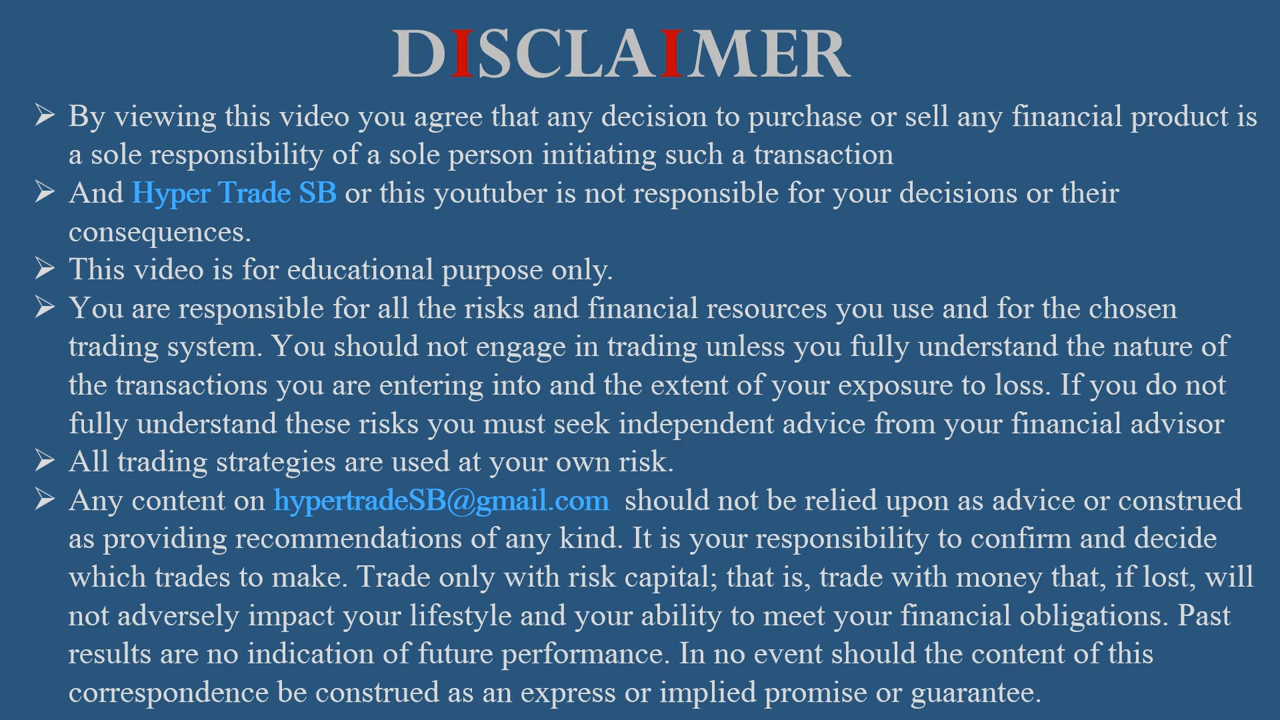 DISCLAIMER
➢ By viewing this video you agree that any decision to purchase or sell any financial product is
a sole responsibility of a sole person initiating such a transaction
➢ And Hyper Trade SB or this youtuber is not responsible for your decisions or their
consequences.
➢ This video is for educational purpose only.
➢ You are responsible for all the risks and financial resources you use and for the chosen
trading system. You should not engage in trading unless you fully understand the nature of
the transactions you are entering into and the extent of your exposure to loss. If you do not
fully understand these risks you must seek independent advice from your financial advisor
➢ All trading strategies are used at your own risk.
➢ Any content on hypertradeSB@gmail.com should not be relied upon as advice or construed
as providing recommendations of any kind. It is your responsibility to confirm and decide
which trades to make. Trade only with risk capital; that is, trade with money that, if lost, will
not adversely impact your lifestyle and your ability to meet your financial obligations. Past
results are no indication of future performance. In no event should the content of this
correspondence be construed as an express or implied promise or guarantee.